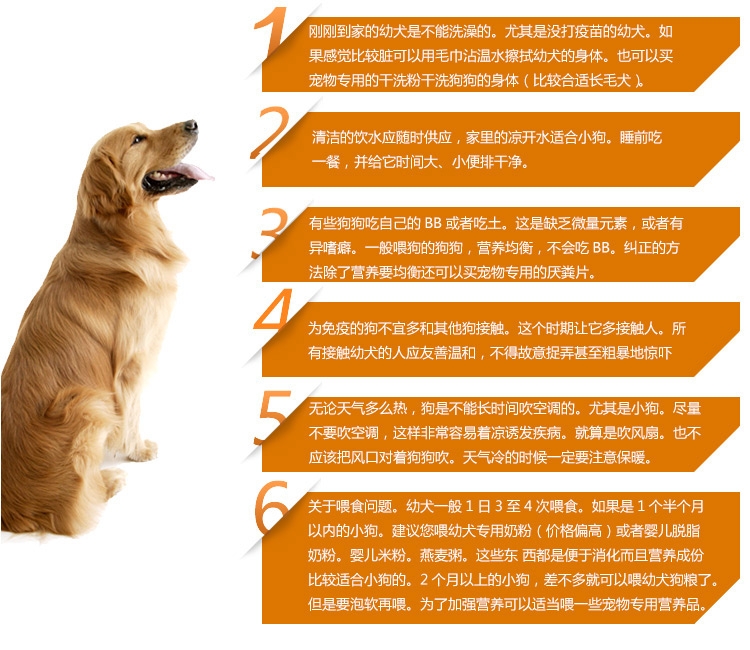 1
刚刚到家的幼犬是不能洗澡的。尤其是没打疫苗的幼犬。如
果感觉比较脏可以用毛巾沾温水擦拭幼犬的身体。也可以买
宠物专用的干洗粉干洗狗狗的身体（比较合适长毛犬）。
2
清洁的饮水应随时供应，家里的凉开水适合小狗。睡前吃
一餐，并给它时间大、小便排干净。
3
有些狗狗吃自己的 BB 或者吃土。这是缺乏微量元素，或者有
异嗜癖。一般喂狗的狗狗，营养均衡，不会吃 BB。纠正的方
法除了营养要均衡还可以买宠物专用的厌粪片。
4
为免疫的狗不宜多和其他狗接触。这个时期让它多接触人。所
有接触幼犬的人应友善温和，不得故意捉弄甚至粗暴地惊吓
5
无论天气多么热，狗是不能长时间吹空调的。尤其是小狗。尽量
不要吹空调，这样非常容易着凉诱发疾病。就算是吹风扇。也不
应该把风口对着狗狗吹。天气冷的时候一定要注意保暖。
6
关于喂食问题。幼犬一般 1 日 3 至 4 次喂食。如果是 1 个半个月
以内的小狗。建议您喂幼犬专用奶粉（价格偏高）或者婴儿脱脂
奶粉。婴儿米粉。燕麦粥。这些东 西都是便于消化而且营养成份
比较适合小狗的。2 个月以上的小狗，差不多就可以喂幼犬狗粮了。
但是要泡软再喂。为了加强营养可以适当喂一些宠物专用营养品。